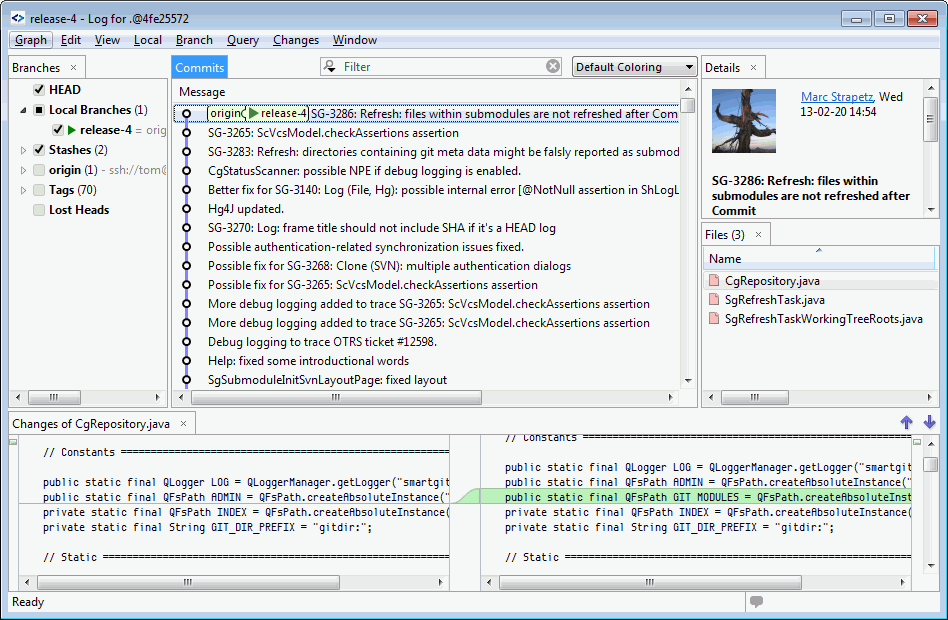 release-4 - Log for .@4fe25572
Graph Edit View Local Branch Query Changes Window
Branches
HEAD
Local Branches (1)
release-4 = orig
Stashes (2)
origin (1) - ssh://tom@
Tags (70)
Lost Heads
Commits
Filter
Default Coloring
Message
origin release-4 SG-3286: Refresh: files within submodules are not refreshed after Com
SG-3265: ScVcsModel.checkAssertions assertion
SG-3283: Refresh: directories containing git meta data might be falsly reported as submod
CgStatusScanner: possible NPE if debug logging is enabled.
Better fix for SG-3140: Log (File, Hg): possible internal error [@NotNull assertion in ShLogL
Hg4J updated.
SG-3270: Log: frame title should not include SHA if it's a HEAD log
Possible authentication-related synchronization issues fixed.
Possible fix for SG-3268: Clone (SVN): multiple authentication dialogs
Possible fix for SG-3265: ScVcsModel.checkAssertions assertion
More debug logging added to trace SG-3265: ScVcsModel.checkAssertions assertion
More debug logging added to trace SG-3265: ScVcsModel.checkAssertions assertion
Debug logging to trace OTRS ticket #12598.
Help: fixed some introductional words
SgSubmoduleInitSvnLayoutPage: fixed layout
Details
Marc Strapetz, Wed
13-02-20 14:54
SG-3286: Refresh: files within
submodules are not refreshed after
Commit
Files (3)
Name
CgRepository.java
SgRefreshTask.java
SgRefreshTaskWorkingTreeRoots.java
Changes of CgRepository.java
// Constants ================================================
public static final QLogger LOG = QLoggerManager.getLogger("smartgit
public static final QFsPath ADMIN = QFsPath.createAbsoluteInstance("
private static final QFsPath INDEX = QFsPath.createAbsoluteInstance(
private static final String GIT_DIR_PREFIX = "gitdir:";
// Static ===================================================
// Constants ================================================
public static final QLogger LOG = QLoggerManager.getLogger("smartgit
public static final QFsPath ADMIN = QFsPath.createAbsoluteInstance("
public static final QFsPath GIT_MODULES = QFsPath.createAbsoluteInst
private static final QFsPath INDEX = QFsPath.createAbsoluteInstance(
private static final String GIT_DIR_PREFIX = "gitdir:";
// Static ===================================================
Ready